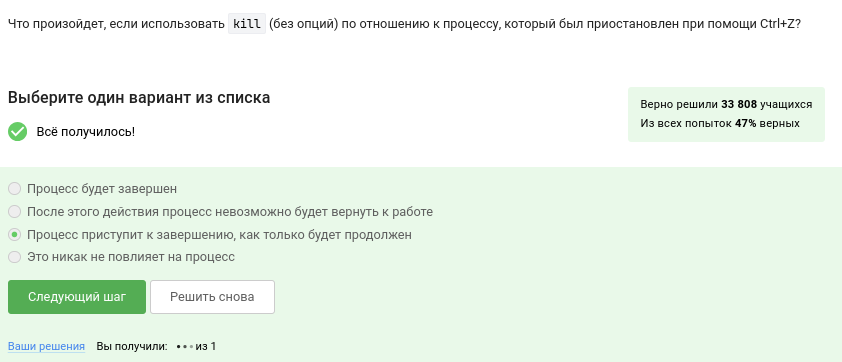 Что произойдет, если использовать kill (без опций) по отношению к процессу, который был приостановлен при помощи Ctrl+Z?
Выберите один вариант из списка
Верно решили 33 808 учащихся
Из всех попыток 47% верных
Всё получилось!
Процесс будет завершен
После этого действия процесс невозможно будет вернуть к работе
Процесс приступит к завершению, как только будет продолжен
Это никак не повлияет на процесс
Следующий шаг
Решить снова
Ваши решения Вы получили: ••• из 1